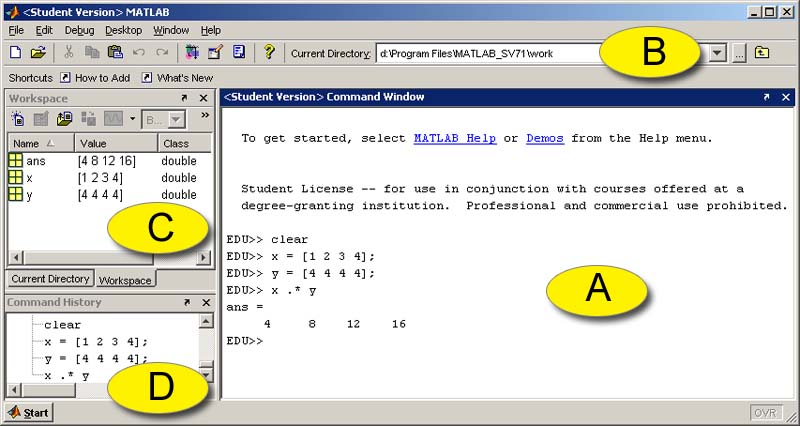 <Student Version> MATLAB
File Edit Debug Desktop Window Help
Current Directory: d:\Program Files\MATLAB_SV71\work
B
...
Shortcuts How to Add What's New
Workspace
B...
Name Value Class
ans [4 8 12 16] double
x [1 2 3 4] double
y [4 4 4 4] double
C
Current Directory Workspace
Command History
clear
x = [1 2 3 4];
y = [4 4 4 4];
x .* y
D
<Student Version> Command Window
To get started, select MATLAB Help or Demos from the Help menu.
Student License -- for use in conjunction with courses offered at a
degree-granting institution. Professional and commercial use prohibited.
EDU>> clear
EDU>> x = [1 2 3 4];
EDU>> y = [4 4 4 4];
EDU>> x .* y
ans =
4 8 12 16
EDU>>
A
Start
OVR